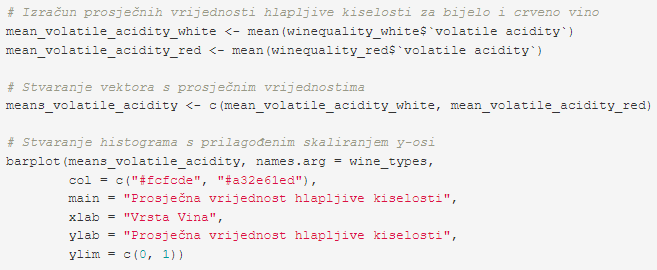 # Izračun prosječnih vrijednosti hlapljive kiselosti za bijelo i crveno vino
mean_volatile_acidity_white <- mean(winequality_white$`volatile acidity`)
mean_volatile_acidity_red <- mean(winequality_red$`volatile acidity`)
# Stvaranje vektora s prosječnim vrijednostima
means_volatile_acidity <- c(mean_volatile_acidity_white, mean_volatile_acidity_red)
# Stvaranje histograma s prilagođenim skaliranjem y-osi
barplot(means_volatile_acidity, names.arg = wine_types,
col = c("#fcfcde", "#a32e61ed"),
main = "Prosječna vrijednost hlapljive kiselosti",
xlab = "Vrsta Vina",
ylab = "Prosječna vrijednost hlapljive kiselosti",
ylim = c(0, 1))